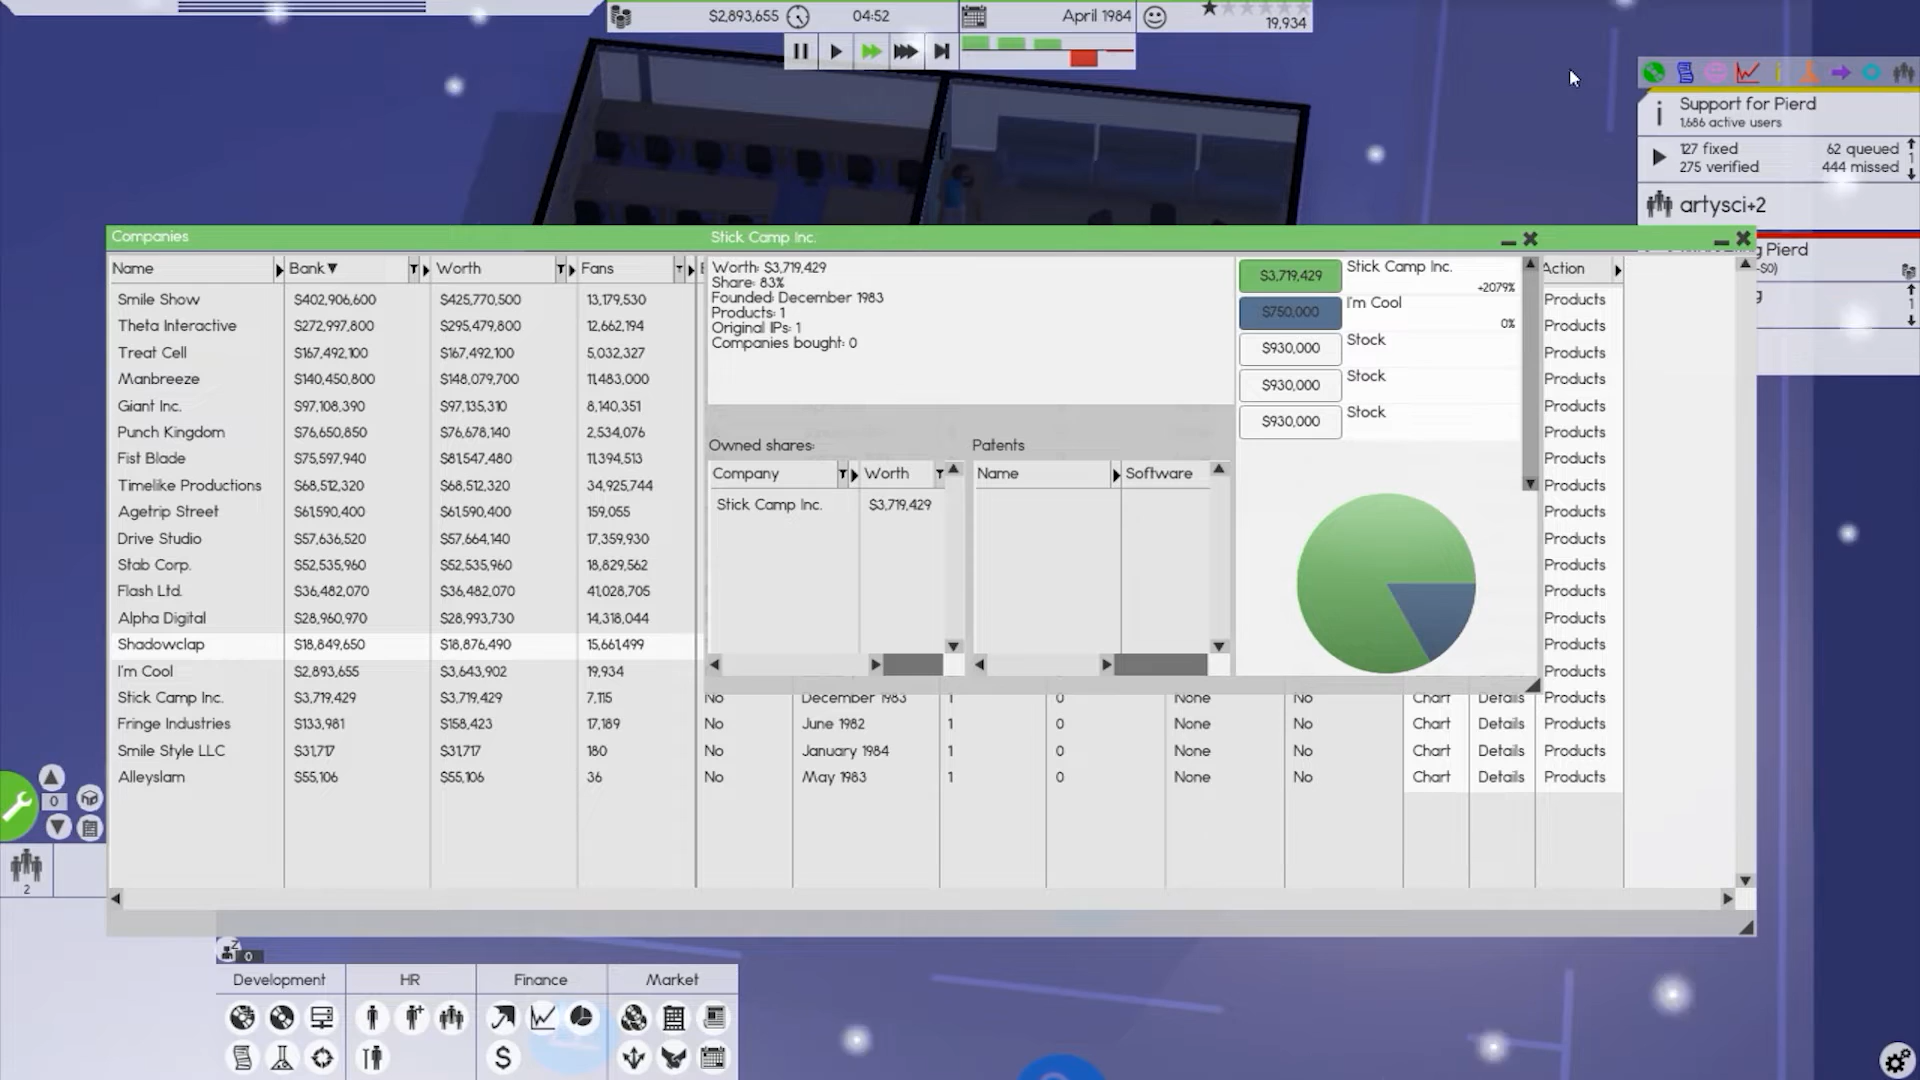 $2,893,655
04:52
April 1984
19,934
Support for Pierd
1,686 active users
127 fixed
62 queued
275 verified
444 missed
1
artysci+2
Companies
Stick Camp Inc.
Name
Bank
Worth
Fans
Action
Smile Show $402,906,600 $425,770,500 13,179,530 Products
Theta Interactive $272,997,800 $295,479,800 12,662,194 Products
Treat Cell $167,492,100 $167,492,100 5,032,327 Products
Manbreeze $140,450,800 $148,079,700 11,483,000 Products
Giant Inc. $97,108,390 $97,135,310 8,140,351 Products
Punch Kingdom $76,650,850 $76,678,140 2,534,076 Products
Fist Blade $75,597,940 $81,547,480 11,394,513 Products
Timelike Productions $68,512,320 $68,512,320 34,925,744 Products
Agetrip Street $61,590,400 $61,590,400 159,055 Products
Drive Studio $57,636,520 $57,664,140 17,359,930 Products
Stab Corp. $52,535,960 $52,535,960 18,829,562 Products
Flash Ltd. $36,482,070 $36,482,070 41,028,705 Products
Alpha Digital $28,960,970 $28,993,730 14,318,044 Products
Shadowclap $18,849,650 $18,876,490 15,661,499 Products
I'm Cool $2,893,655 $3,643,902 19,934 Products
Stick Camp Inc. $3,719,429 $3,719,429 7,115 No December 1983 1 0 None No Chart Details Products
Fringe Industries $133,981 $158,423 17,189 No June 1982 1 0 None No Chart Details Products
Smile Style LLC $31,717 $31,717 180 No January 1984 1 0 None No Chart Details Products
Alleyslam $55,106 $55,106 36 No May 1983 1 0 None No Chart Details Products
Worth: $3,719,429
Share: 83%
Founded: December 1983
Products: 1
Original IPs: 1
Companies bought: 0
$3,719,429 Stick Camp Inc.
+2079%
$750,000 I'm Cool
0%
$930,000 Stock
$930,000 Stock
$930,000 Stock
Owned shares:
Patents
Company
Worth
Name
Software
Stick Camp Inc. $3,719,429
0
2
0
Development
HR
Finance
Market